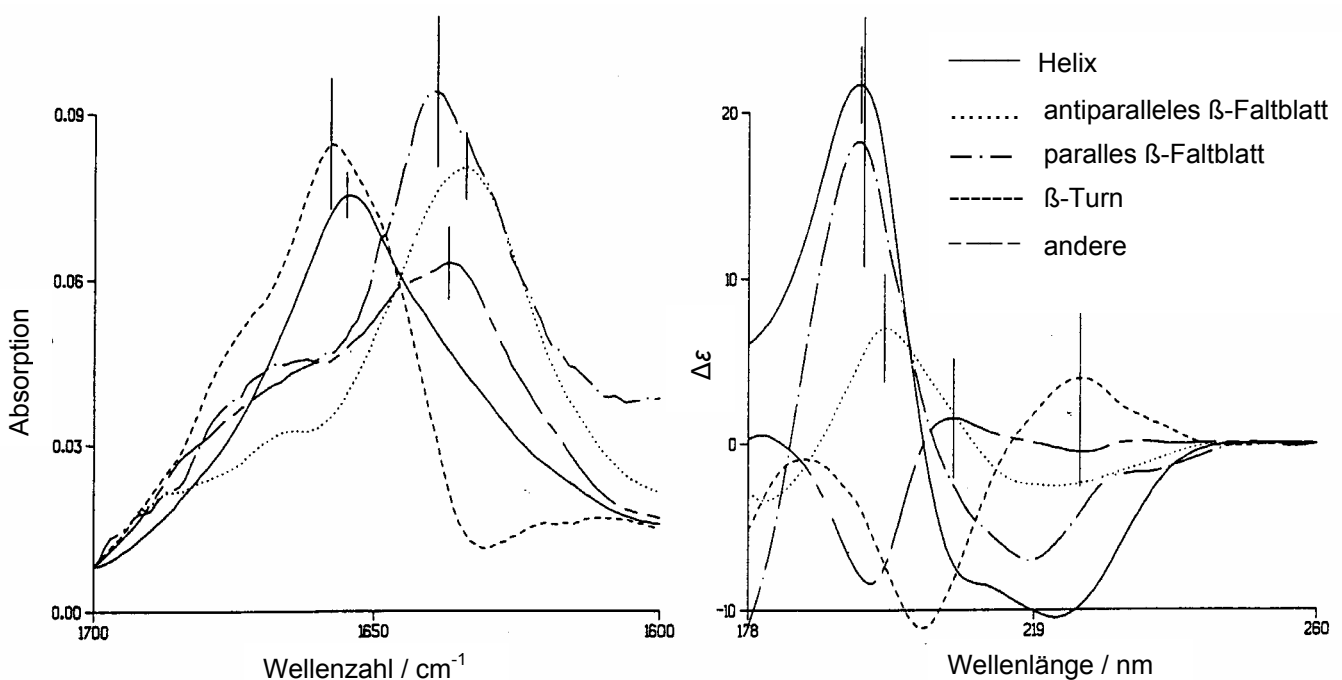 0.09
0.06
0.03
0.00
1700
1650
1600
Absorption
Wellenzahl / cm⁻¹
20
10
0
-10
178
219
260
Δε
Wellenlänge / nm
Helix
antiparalleles ß-Faltblatt
paralles ß-Faltblatt
ß-Turn
andere